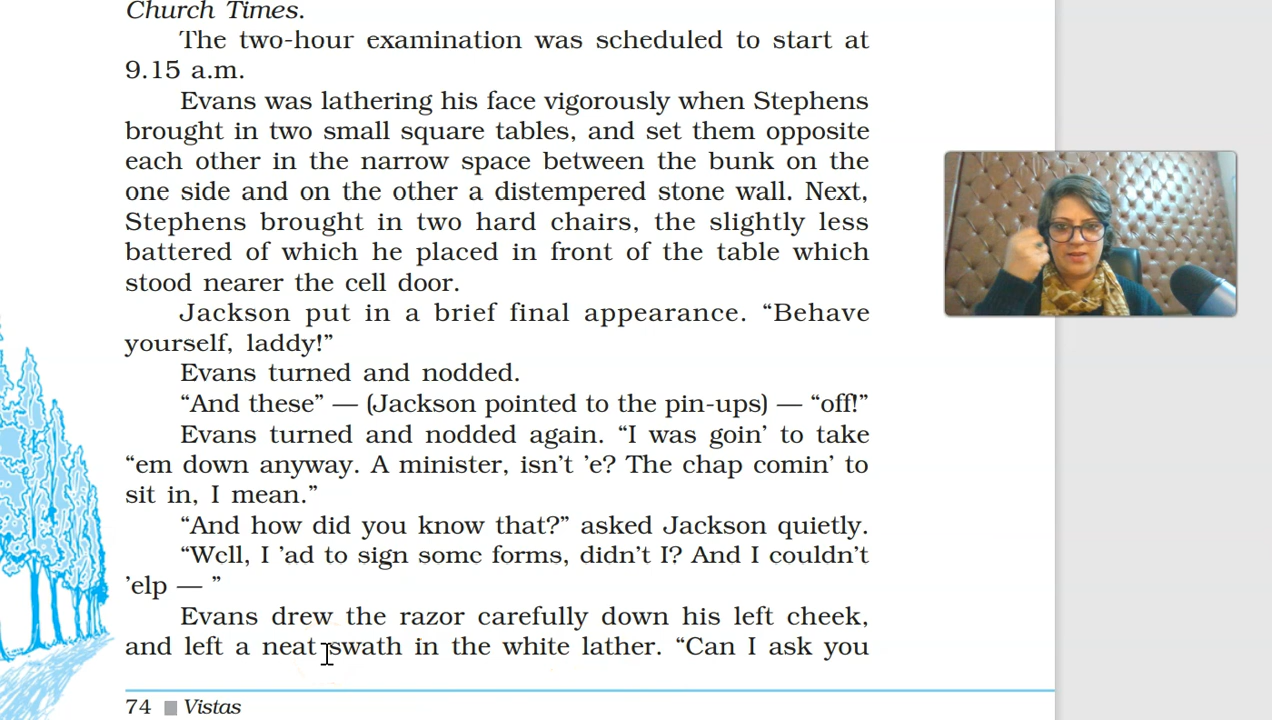 Church Times.
The two-hour examination was scheduled to start at
9.15 a.m.
Evans was lathering his face vigorously when Stephens
brought in two small square tables, and set them opposite
each other in the narrow space between the bunk on the
one side and on the other a distempered stone wall. Next,
Stephens brought in two hard chairs, the slightly less
battered of which he placed in front of the table which
stood nearer the cell door.
Jackson put in a brief final appearance. “Behave
yourself, laddy!”
Evans turned and nodded.
“And these” — (Jackson pointed to the pin-ups) — “off!”
Evans turned and nodded again. “I was goin’ to take
“em down anyway. A minister, isn’t ’e? The chap comin’ to
sit in, I mean.”
“And how did you know that?” asked Jackson quietly.
“Well, I ’ad to sign some forms, didn’t I? And I couldn’t
’elp — ”
Evans drew the razor carefully down his left cheek,
and left a neat swath in the white lather. “Can I ask you
74 ■ Vistas